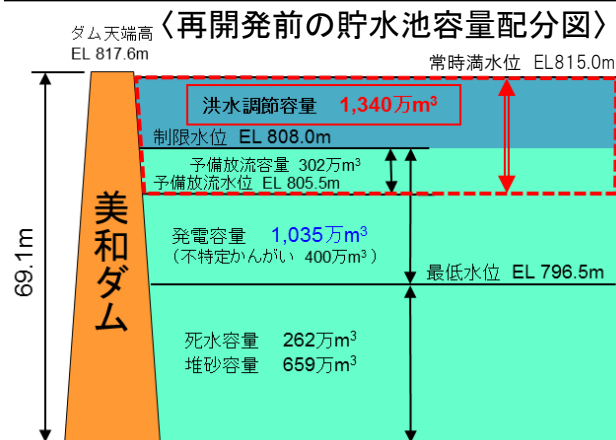 〈再開発前の貯水池容量配分図〉
ダム天端高
EL 817.6m
常時満水位 EL815.0m
洪水調節容量 1,340万m³
制限水位 EL 808.0m
予備放流容量 302万m³
予備放流水位 EL 805.5m
美和ダム
69.1m
発電容量 1,035万m³
（不特定かんがい 400万m³）
最低水位 EL 796.5m
死水容量 262万m³
堆砂容量 659万m³